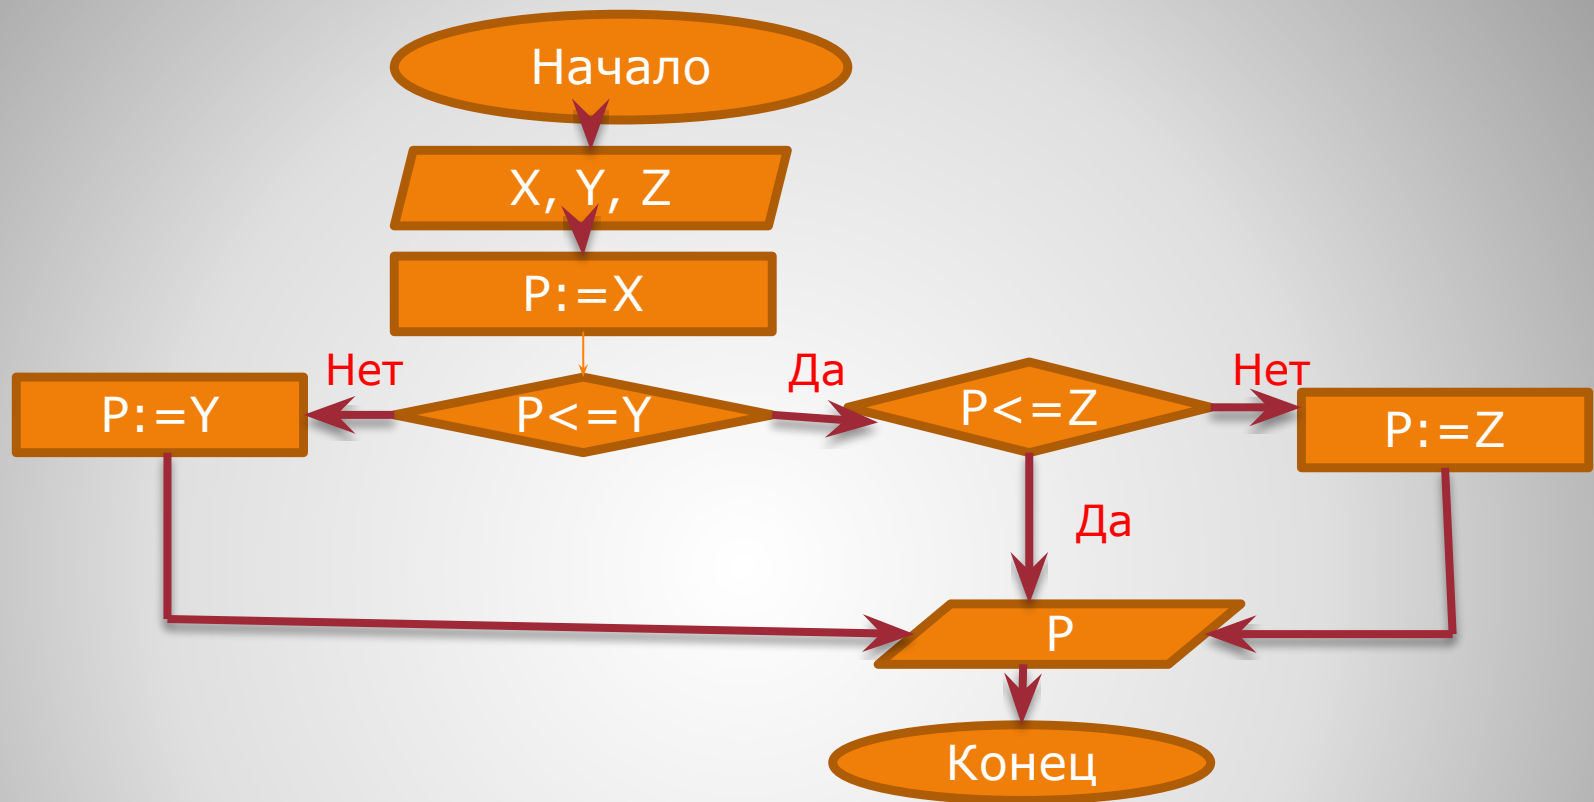 Начало
X, Y, Z
P:=X
Нет
Да
Нет
P:=Y
P<=Y
P<=Z
P:=Z
Да
P
Конец